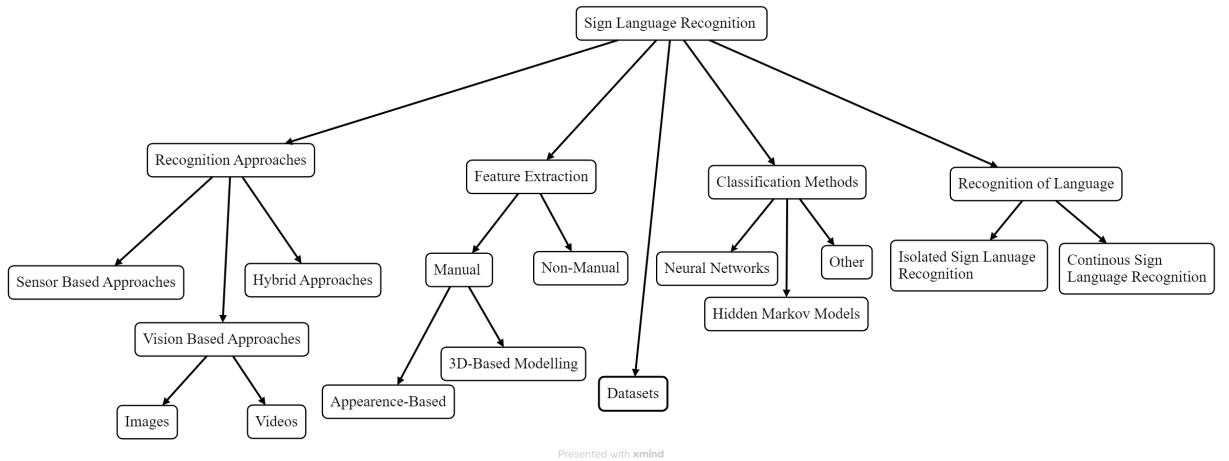 Sign Language Recognition
Recognition Approaches
Feature Extraction
Classification Methods
Recognition of Language
Sensor Based Approaches
Hybrid Approaches
Manual
Non-Manual
Neural Networks
Other
Isolated Sign Lanuage
Recognition
Continous Sign
Language Recognition
Hidden Markov Models
Vision Based Approaches
3D-Based Modelling
Appearence-Based
Datasets
Images
Videos
Presented with xmind